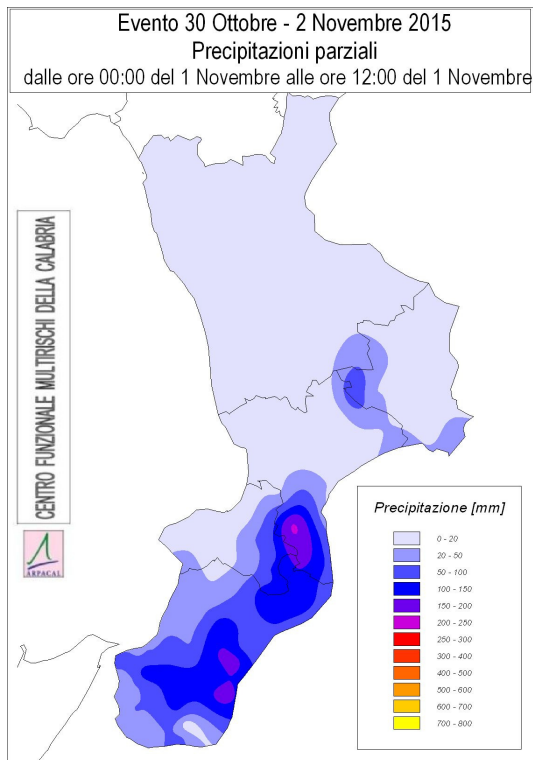 Evento 30 Ottobre - 2 Novembre 2015
Precipitazioni parziali
dalle ore 00:00 del 1 Novembre alle ore 12:00 del 1 Novembre
CENTRO FUNZIONALE MULTIRISCHI DELLA CALABRIA
ARPACAL
Precipitazione [mm]
0 - 20
20 - 50
50 - 100
100 - 150
150 - 200
200 - 250
250 - 300
300 - 400
400 - 500
500 - 600
600 - 700
700 - 800